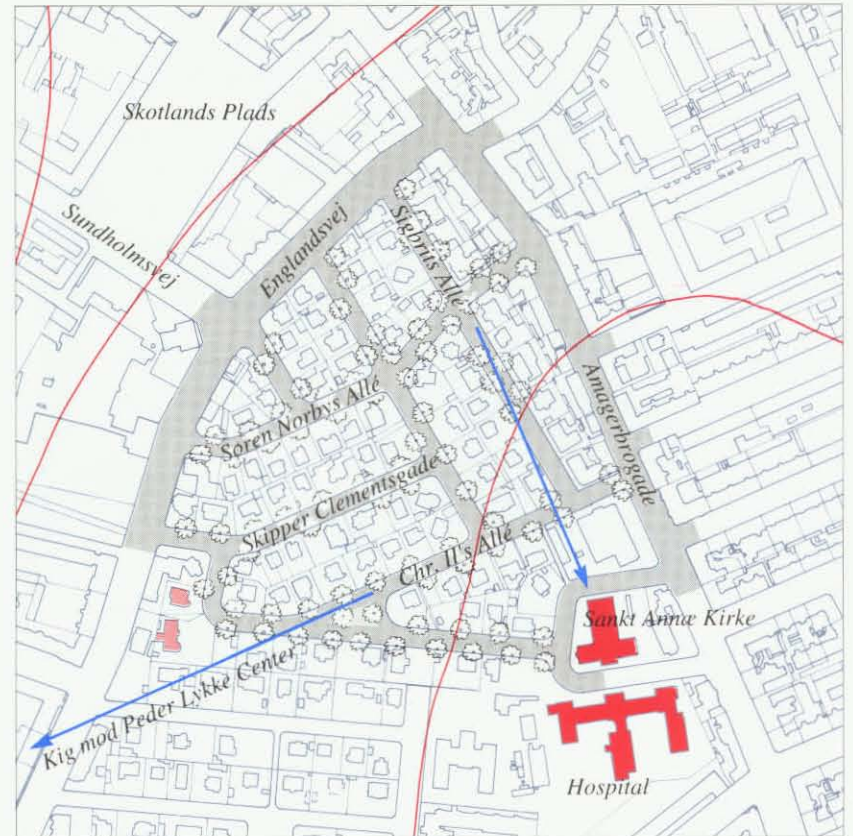 Skotlands Plads
Sundholmsvej
Englandsvej
Sigbrits Allé
Amagerbrogade
Søren Norbys Allé
Skipper Clementsgade
Chr. II's Allé
Sankt Annæ Kirke
Kig mod Peder Lykke Center
Hospital